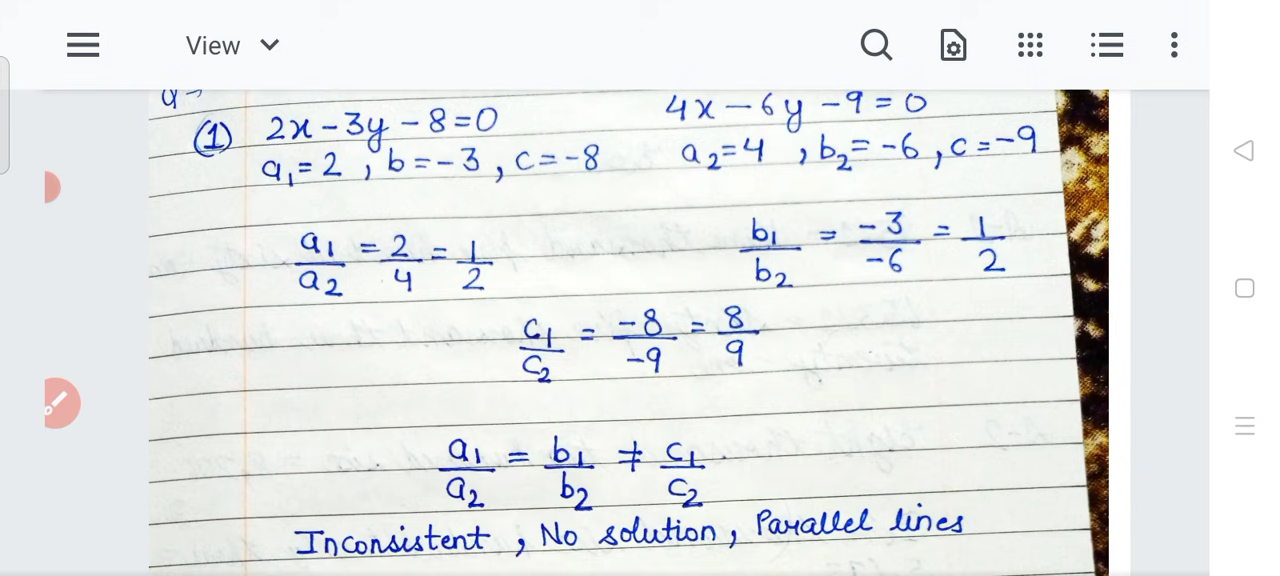 View
(1) 2x-3y-8=0 4x-6y-9=0
a₁=2, b=-3, c=-8 a₂=4, b₂=-6, c=-9
a₁/a₂ = 2/4 = 1/2 b₁/b₂ = -3/-6 = 1/2
c₁/c₂ = -8/-9 = 8/9
a₁/a₂ = b₁/b₂ ≠ c₁/c₂
Inconsistent, No solution, Parallel lines